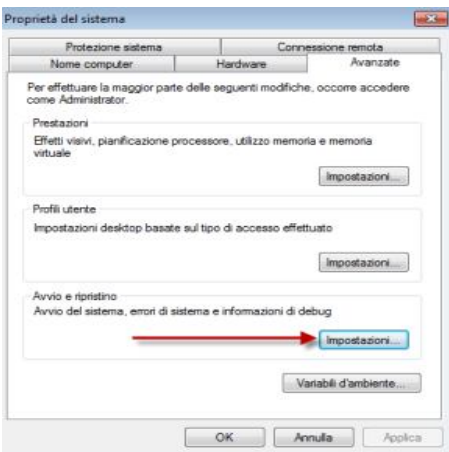 Proprietà del sistema
Protezione sistema
Connessione remota
Nome computer
Hardware
Avanzate
Per effettuare la maggior parte delle seguenti modifiche, occorre accedere
come Administrator.
Prestazioni
Effetti visivi, pianificazione processore, utilizzo memoria e memoria
virtuale
Impostazioni...
Profili utente
Impostazioni desktop basate sul tipo di accesso effettuato
Impostazioni...
Avvio e ripristino
Avvio del sistema, errori di sistema e informazioni di debug
Impostazioni...
Variabili d'ambiente...
OK
Annulla
Applica